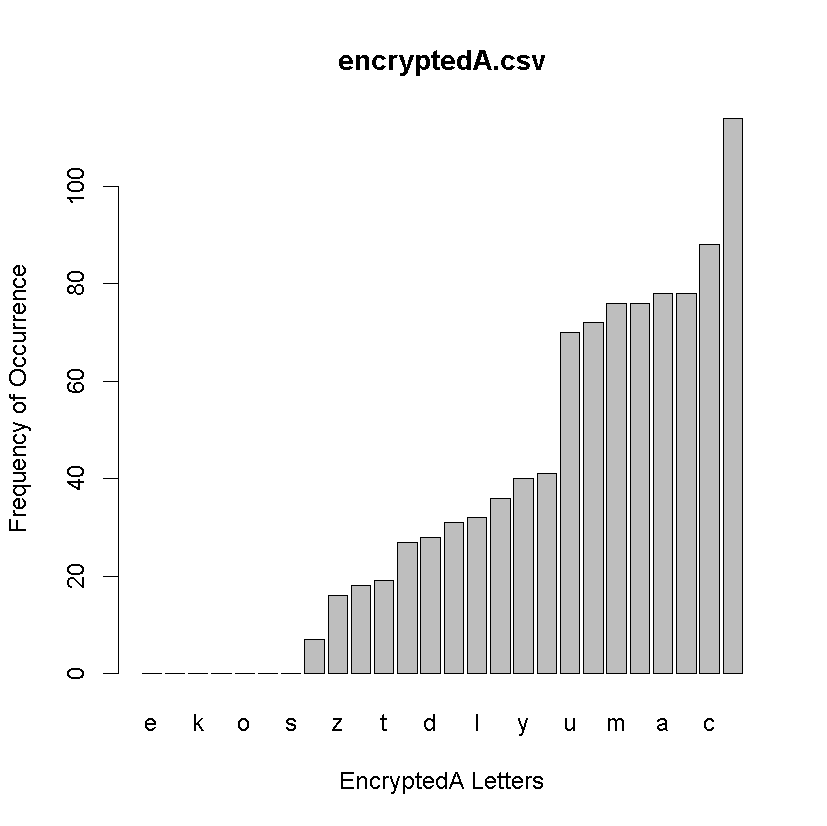 encryptedA.csv
Frequency of Occurrence
100
80
60
40
20
0
e k o s z t d l y u m a c
EncryptedA Letters